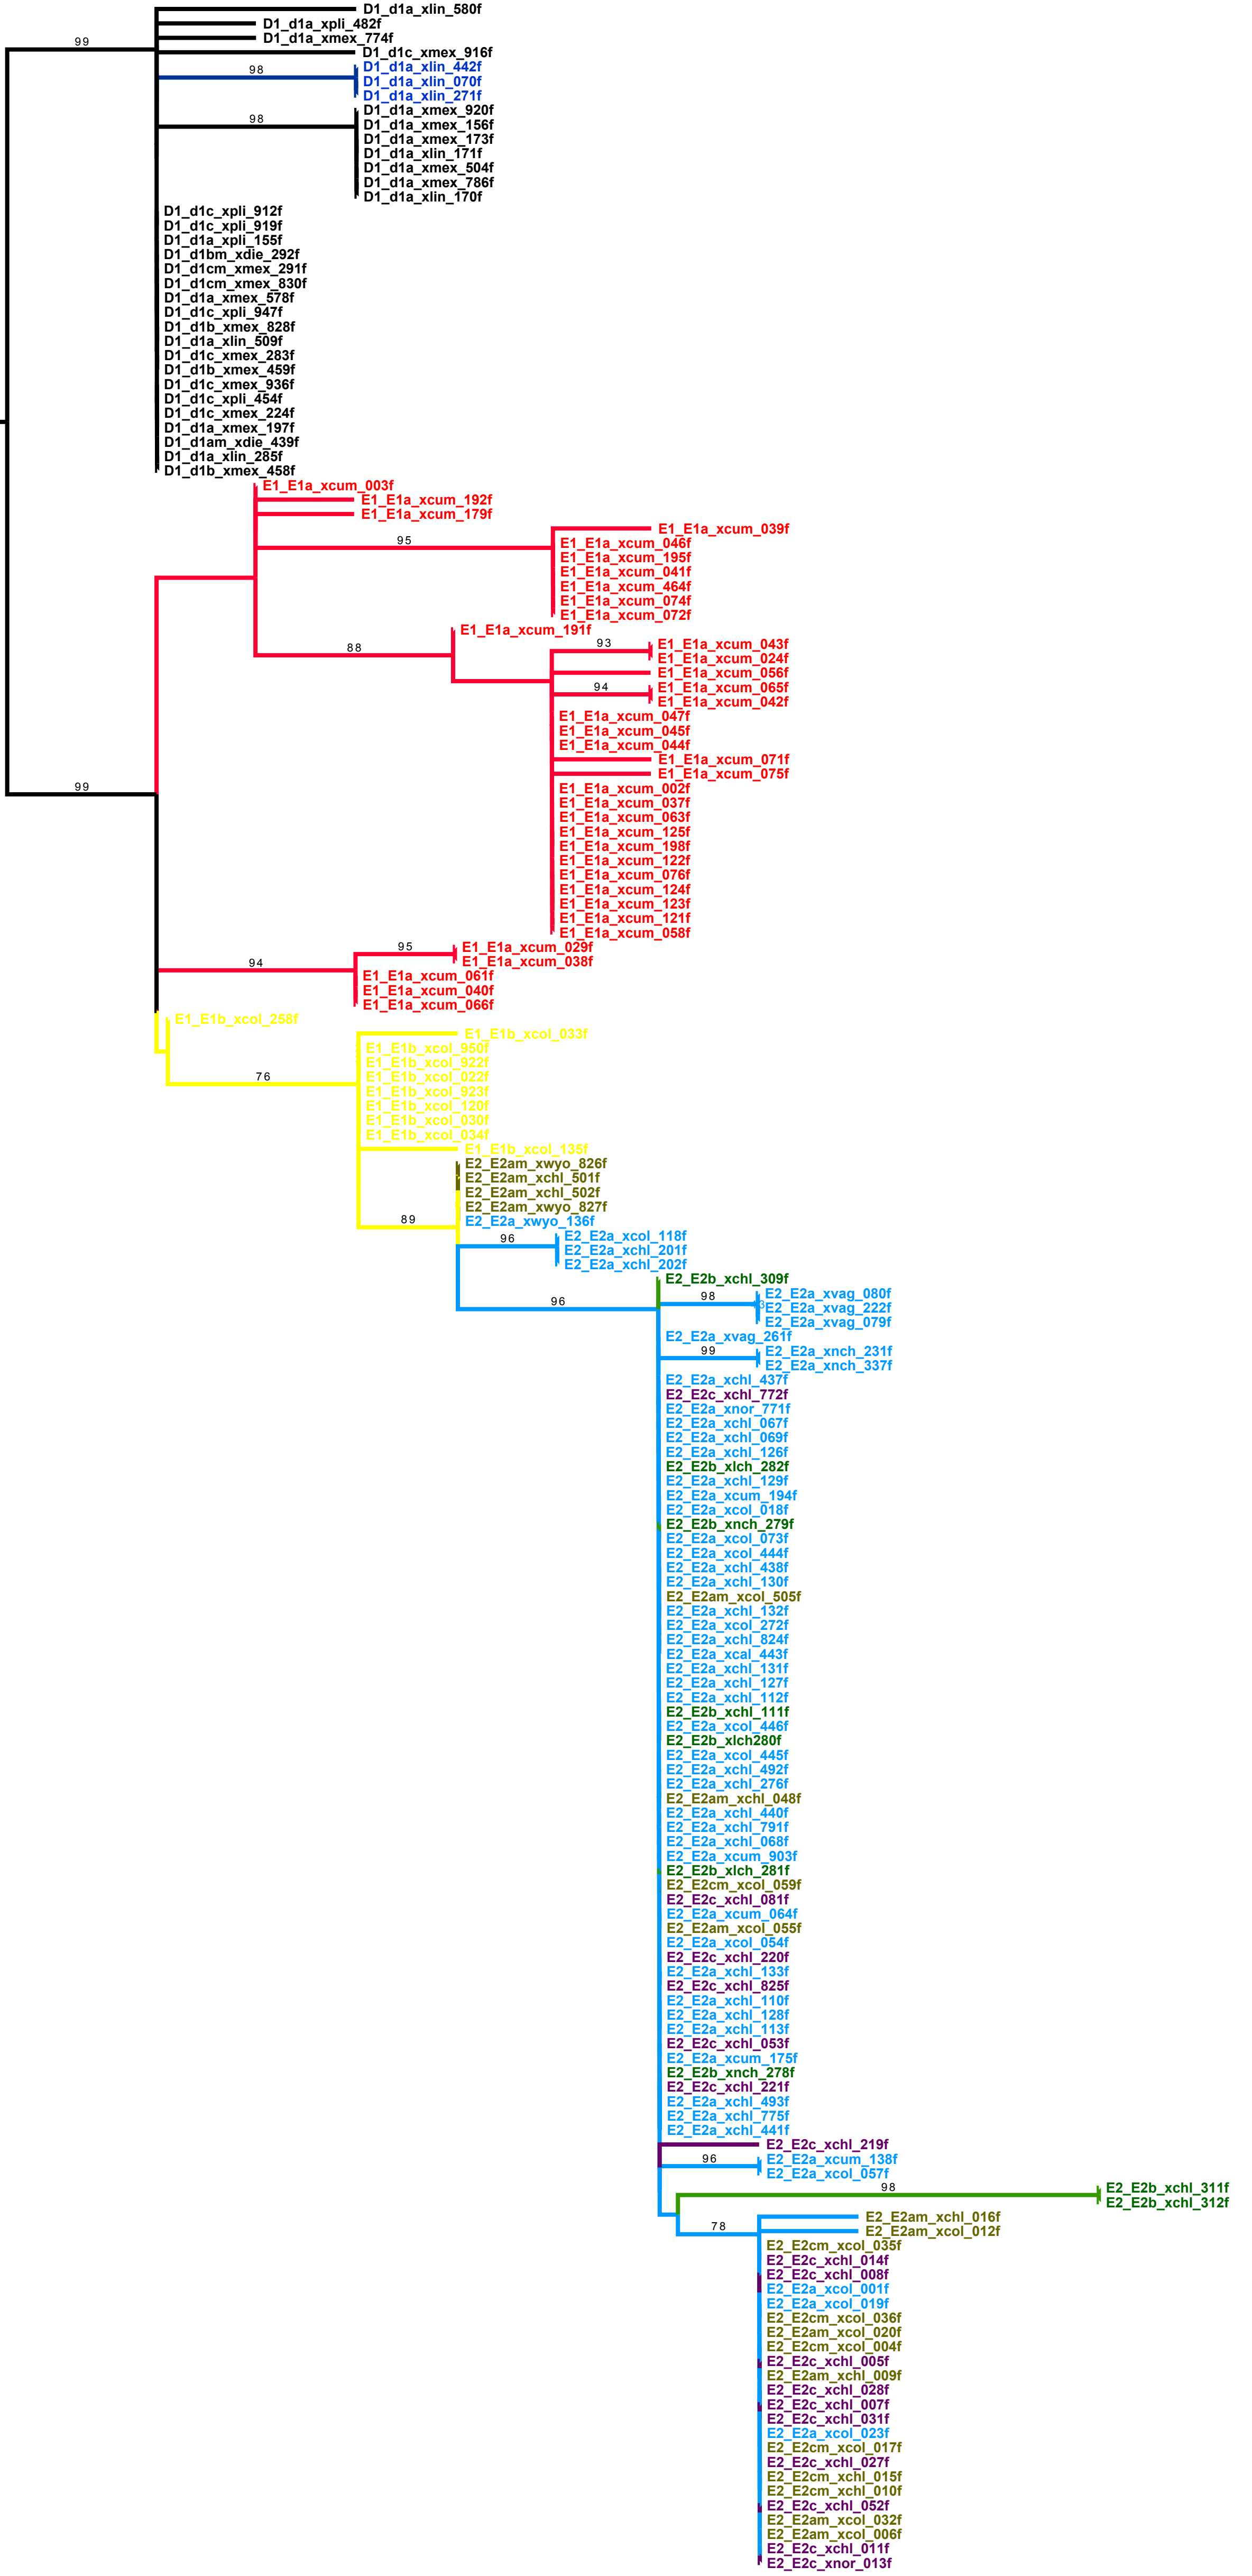 D1_d1a_xlin_580f
D1_d1a_xpli_482f
D1_d1a_xmex_774f
99
D1_d1c_xmex_916f
D1_d1a_xlin_442f
98
D1_d1a_xlin_070f
D1_d1a_xlin_271f
D1_d1a_xmex_920f
98
D1_d1a_xmex_156f
D1_d1a_xmex_173f
D1_d1a_xlin_171f
D1_d1a_xmex_504f
D1_d1a_xmex_786f
D1_d1a_xlin_170f
D1_d1c_xpli_912f
D1_d1c_xpli_919f
D1_d1a_xpli_155f
D1_d1bm_xdie_292f
D1_d1cm_xmex_291f
D1_d1cm_xmex_830f
D1_d1a_xmex_578f
D1_d1c_xpli_947f
D1_d1b_xmex_828f
D1_d1a_xlin_509f
D1_d1c_xmex_283f
D1_d1b_xmex_459f
D1_d1c_xmex_936f
D1_d1c_xpli_454f
D1_d1c_xmex_224f
D1_d1a_xmex_197f
D1_d1am_xdie_439f
D1_d1a_xlin_285f
D1_d1b_xmex_458f
E1_E1a_xcum_003f
E1_E1a_xcum_192f
E1_E1a_xcum_179f
E1_E1a_xcum_039f
95
E1_E1a_xcum_046f
E1_E1a_xcum_195f
E1_E1a_xcum_041f
E1_E1a_xcum_464f
E1_E1a_xcum_074f
E1_E1a_xcum_072f
E1_E1a_xcum_191f
88
93
E1_E1a_xcum_043f
E1_E1a_xcum_024f
E1_E1a_xcum_056f
94
E1_E1a_xcum_065f
E1_E1a_xcum_042f
E1_E1a_xcum_047f
E1_E1a_xcum_045f
E1_E1a_xcum_044f
E1_E1a_xcum_071f
E1_E1a_xcum_075f
99
E1_E1a_xcum_002f
E1_E1a_xcum_037f
E1_E1a_xcum_063f
E1_E1a_xcum_125f
E1_E1a_xcum_198f
E1_E1a_xcum_122f
E1_E1a_xcum_076f
E1_E1a_xcum_124f
E1_E1a_xcum_123f
E1_E1a_xcum_121f
E1_E1a_xcum_058f
95
E1_E1a_xcum_029f
94
E1_E1a_xcum_038f
E1_E1a_xcum_061f
E1_E1a_xcum_040f
E1_E1a_xcum_066f
E1_E1b_xcol_258f
E1_E1b_xcol_033f
E1_E1b_xcol_950f
E1_E1b_xcol_922f
76
E1_E1b_xcol_022f
E1_E1b_xcol_923f
E1_E1b_xcol_120f
E1_E1b_xcol_030f
E1_E1b_xcol_034f
E1_E1b_xcol_135f
E2_E2am_xwyo_826f
E2_E2am_xchl_501f
E2_E2am_xchl_502f
E2_E2am_xwyo_827f
89
E2_E2a_xwyo_136f
96
E2_E2a_xcol_118f
E2_E2a_xchl_201f
E2_E2a_xchl_202f
E2_E2b_xchl_309f
96
98
E2_E2a_xvag_080f
E2_E2a_xvag_222f
E2_E2a_xvag_079f
E2_E2a_xvag_261f
99
E2_E2a_xnch_231f
E2_E2a_xnch_337f
E2_E2a_xchl_437f
E2_E2c_xchl_772f
E2_E2a_xnor_771f
E2_E2a_xchl_067f
E2_E2a_xchl_069f
E2_E2a_xchl_126f
E2_E2b_xlch_282f
E2_E2a_xchl_129f
E2_E2a_xcum_194f
E2_E2a_xcol_018f
E2_E2b_xnch_279f
E2_E2a_xcol_073f
E2_E2a_xcol_444f
E2_E2a_xchl_438f
E2_E2a_xchl_130f
E2_E2am_xcol_505f
E2_E2a_xchl_132f
E2_E2a_xcol_272f
E2_E2a_xchl_824f
E2_E2a_xcal_443f
E2_E2a_xchl_131f
E2_E2a_xchl_127f
E2_E2a_xchl_112f
E2_E2b_xchl_111f
E2_E2a_xcol_446f
E2_E2b_xlch280f
E2_E2a_xcol_445f
E2_E2a_xchl_492f
E2_E2a_xchl_276f
E2_E2am_xchl_048f
E2_E2a_xchl_440f
E2_E2a_xchl_791f
E2_E2a_xchl_068f
E2_E2a_xcum_903f
E2_E2b_xlch_281f
E2_E2cm_xcol_059f
E2_E2c_xchl_081f
E2_E2a_xcum_064f
E2_E2am_xcol_055f
E2_E2a_xcol_054f
E2_E2c_xchl_220f
E2_E2a_xchl_133f
E2_E2c_xchl_825f
E2_E2a_xchl_110f
E2_E2a_xchl_128f
E2_E2a_xchl_113f
E2_E2c_xchl_053f
E2_E2a_xcum_175f
E2_E2b_xnch_278f
E2_E2c_xchl_221f
E2_E2a_xchl_493f
E2_E2a_xchl_775f
E2_E2a_xchl_441f
E2_E2c_xchl_219f
96
E2_E2a_xcum_138f
E2_E2a_xcol_057f
98
E2_E2b_xchl_311f
E2_E2b_xchl_312f
78
E2_E2am_xchl_016f
E2_E2am_xcol_012f
E2_E2cm_xcol_035f
E2_E2c_xchl_014f
E2_E2c_xchl_008f
E2_E2a_xcol_001f
E2_E2a_xcol_019f
E2_E2cm_xcol_036f
E2_E2am_xcol_020f
E2_E2cm_xcol_004f
E2_E2c_xchl_005f
E2_E2am_xchl_009f
E2_E2c_xchl_028f
E2_E2c_xchl_007f
E2_E2c_xchl_031f
E2_E2a_xcol_023f
E2_E2cm_xcol_017f
E2_E2c_xchl_027f
E2_E2cm_xchl_015f
E2_E2cm_xchl_010f
E2_E2c_xchl_052f
E2_E2am_xcol_032f
E2_E2am_xcol_006f
E2_E2c_xchl_011f
E2_E2c_xnor_013f